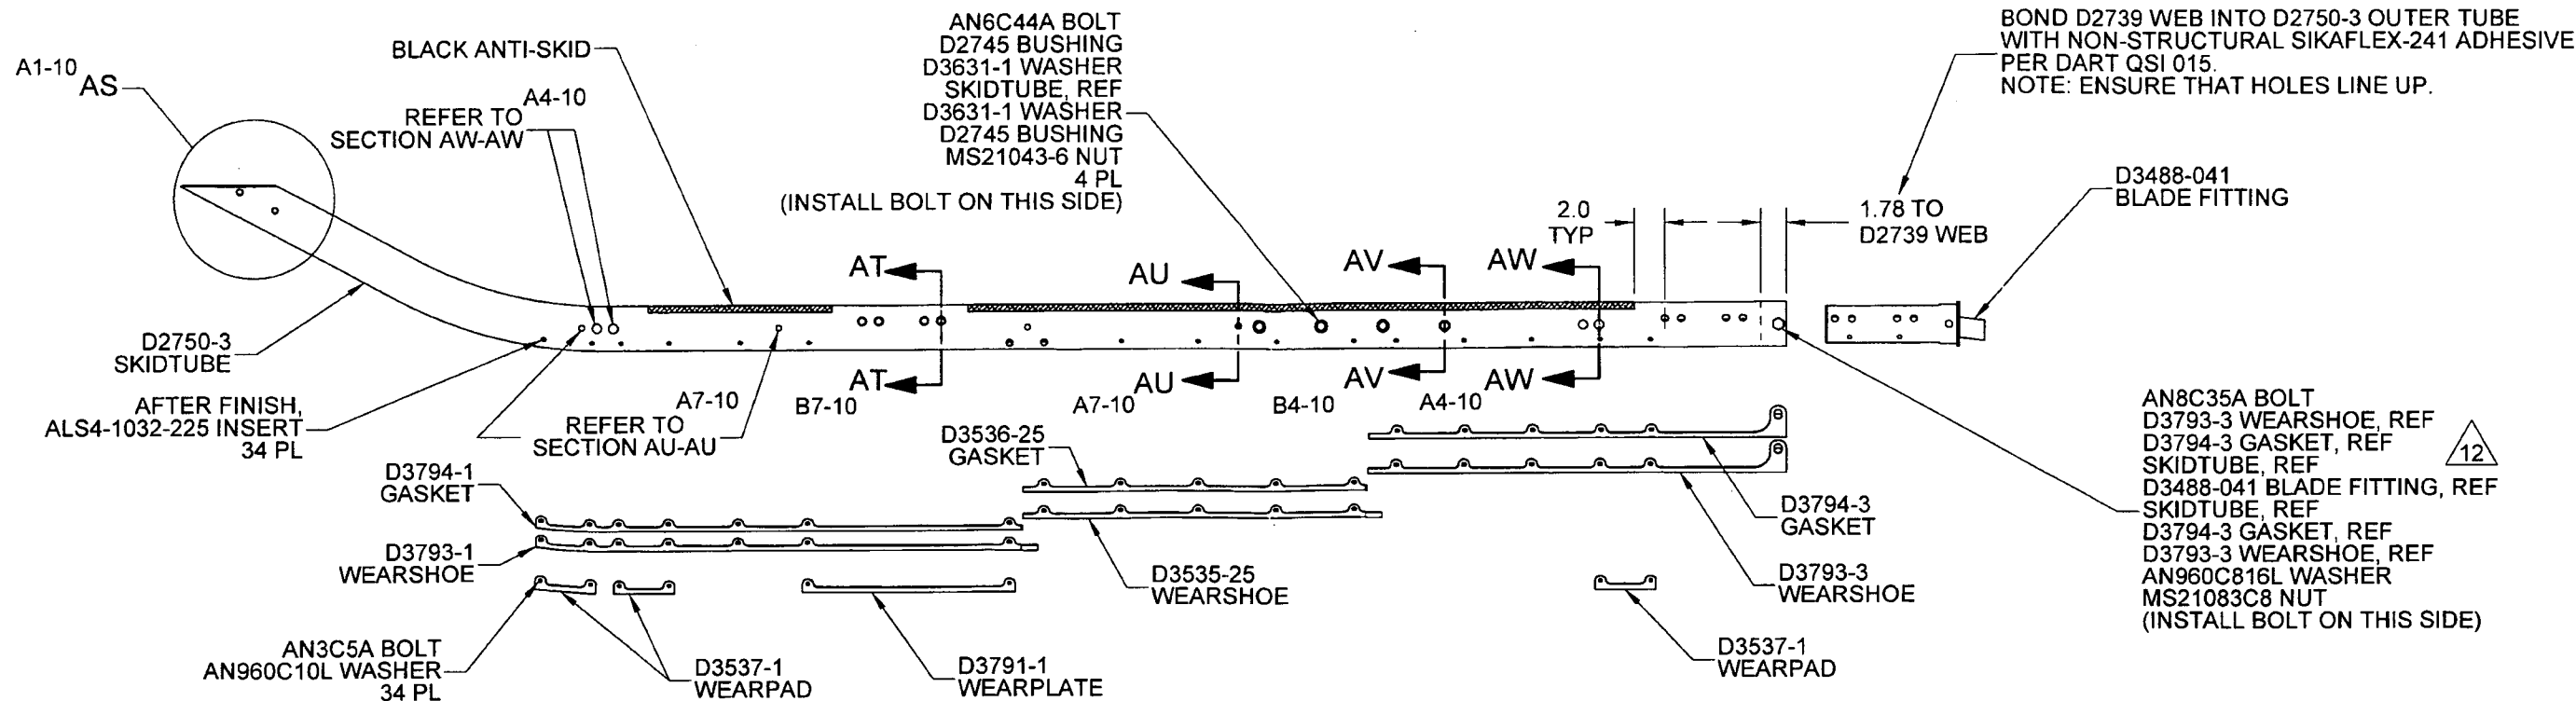 A1-10
AS
BLACK ANTI-SKID
A4-10
REFER TO
SECTION AW-AW
AN6C44A BOLT
D2745 BUSHING
D3631-1 WASHER
SKIDTUBE, REF
D3631-1 WASHER
D2745 BUSHING
MS21043-6 NUT
4 PL
(INSTALL BOLT ON THIS SIDE)
BOND D2739 WEB INTO D2750-3 OUTER TUBE
WITH NON-STRUCTURAL SIKAFLEX-241 ADHESIVE
PER DART QSI 015.
NOTE: ENSURE THAT HOLES LINE UP.
D3488-041
BLADE FITTING
2.0
TYP
1.78 TO
D2739 WEB
AT
AU
AV
AW
D2750-3
SKIDTUBE
AT
AU
AV
AW
AFTER FINISH,
ALS4-1032-225 INSERT
34 PL
A7-10
REFER TO
SECTION AU-AU
B7-10
A7-10
B4-10
A4-10
D3794-1
GASKET
D3793-1
WEARSHOE
D3536-25
GASKET
D3535-25
WEARSHOE
D3794-3
GASKET
D3793-3
WEARSHOE
AN8C35A BOLT
D3793-3 WEARSHOE, REF
D3794-3 GASKET, REF
SKIDTUBE, REF
D3488-041 BLADE FITTING, REF
SKIDTUBE, REF
D3794-3 GASKET, REF
D3793-3 WEARSHOE, REF
AN960C816L WASHER
MS21083C8 NUT
(INSTALL BOLT ON THIS SIDE)
12
AN3C5A BOLT
AN960C10L WASHER
34 PL
D3537-1
WEARPAD
D3791-1
WEARPLATE
D3537-1
WEARPAD